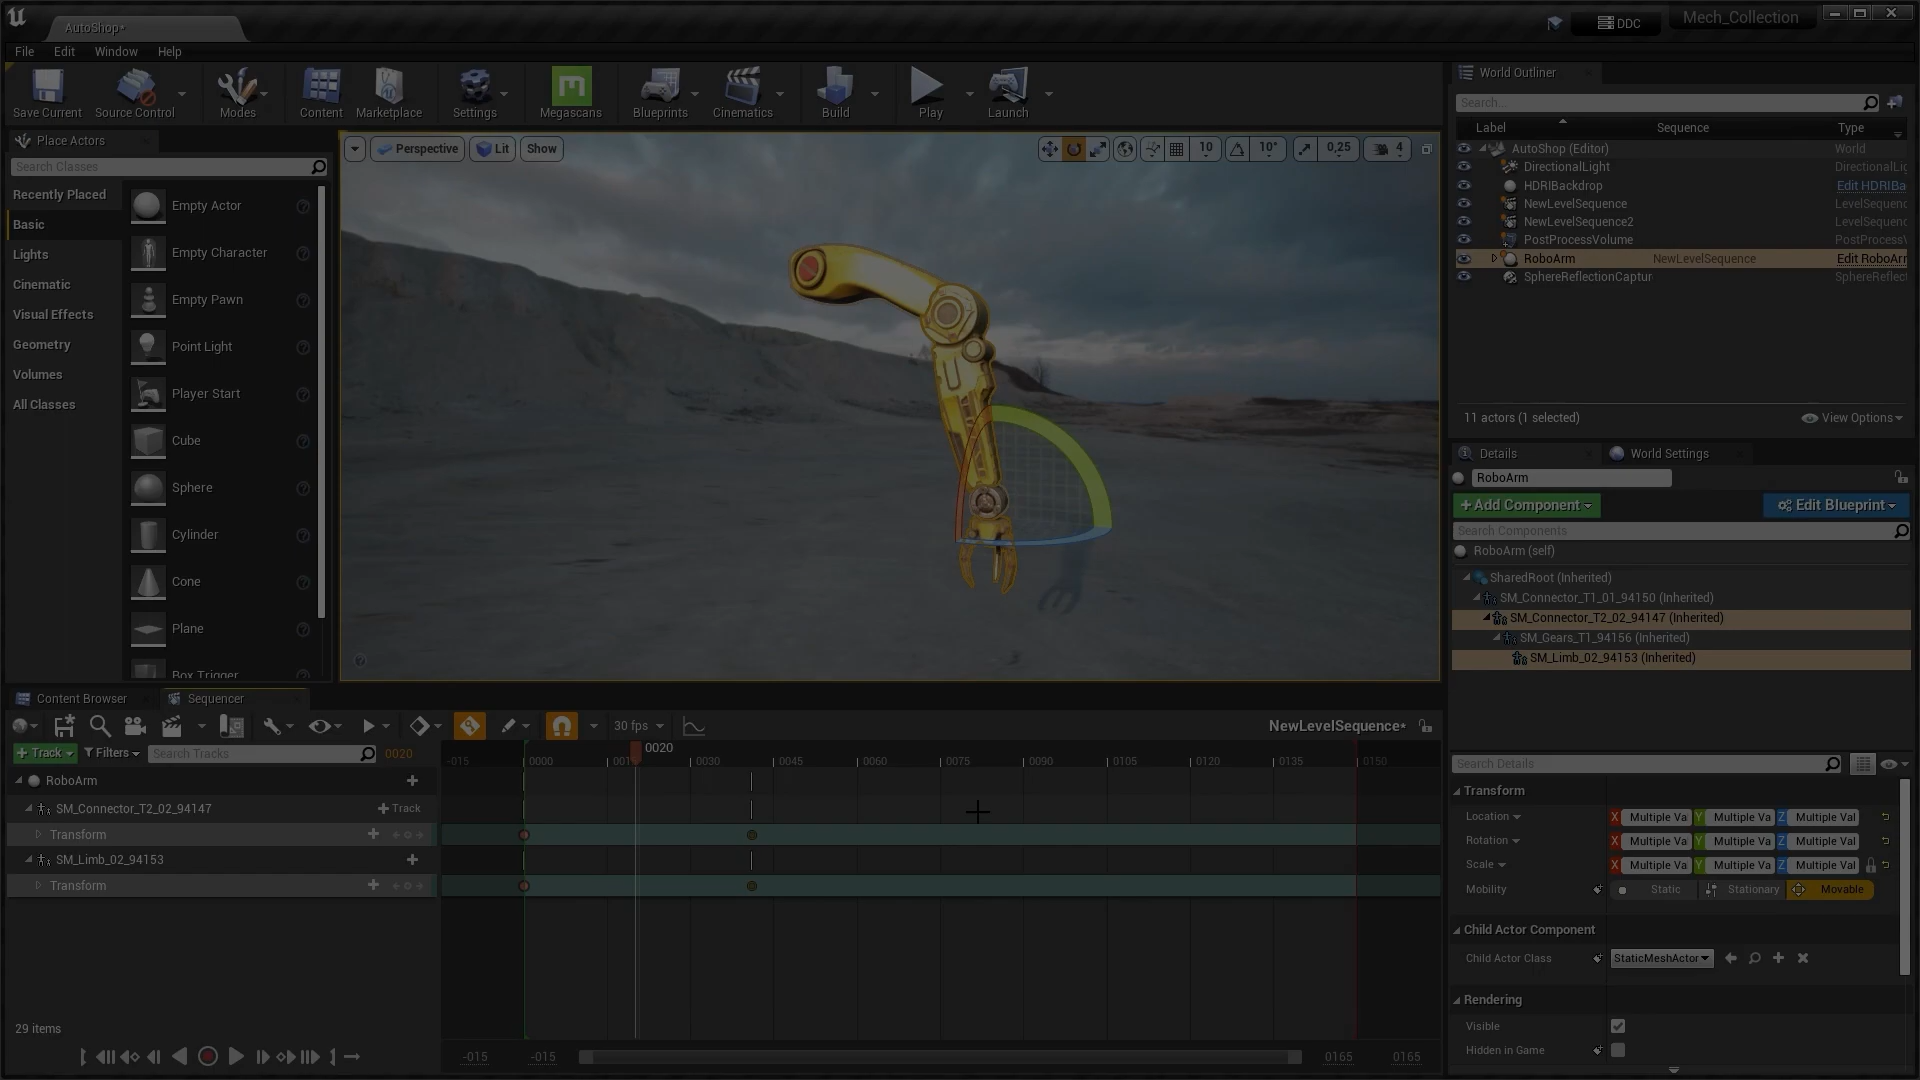 AutoShop*
DDC
Mech_Collection
File Edit Window Help
Save Current Source Control Modes Content Marketplace Settings Megascans Blueprints Cinematics Build Play Launch
Place Actors
Search Classes
Recently Placed
Basic
Lights
Cinematic
Visual Effects
Geometry
Volumes
All Classes
Empty Actor
Empty Character
Empty Pawn
Point Light
Player Start
Cube
Sphere
Cylinder
Cone
Plane
Box Trigger
Perspective Lit Show
10 10° 0,25 4
World Outliner
Search...
Label Sequence Type
AutoShop (Editor) World
DirectionalLight DirectionalLig
HDRIBackdrop Edit HDRIBa
NewLevelSequence LevelSequenc
NewLevelSequence2 LevelSequenc
PostProcessVolume PostProcessV
RoboArm NewLevelSequence Edit RoboArr
SphereReflectionCaptur SphereReflect
11 actors (1 selected) View Options
Details World Settings
RoboArm
+Add Component Edit Blueprint
Search Components
RoboArm (self)
SharedRoot (Inherited)
SM_Connector_T1_01_94150 (Inherited)
SM_Connector_T2_02_94147 (Inherited)
SM_Gears_T1_94156 (Inherited)
SM_Limb_02_94153 (Inherited)
Search Details
Transform
Location X Multiple Va Y Multiple Va Z Multiple Val
Rotation X Multiple Va Y Multiple Va Z Multiple Val
Scale X Multiple Va Y Multiple Va Z Multiple Val
Mobility Static Stationary Movable
Child Actor Component
Child Actor Class StaticMeshActor
Rendering
Visible
Hidden in Game
Content Browser Sequencer
30 fps
NewLevelSequence*
+ Track Filters Search Tracks 0020
0020
-015 0000 0015 0030 0045 0060 0075 0090 0105 0120 0135 0150
RoboArm
SM_Connector_T2_02_94147 + Track
Transform
SM_Limb_02_94153
Transform
29 items
-015 -015 0165 0165